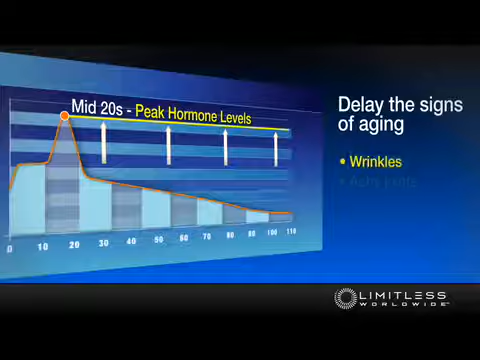 Mid 20s - Peak Hormone Levels
Delay the signs
of aging
• Wrinkles
0 10 20 30 40 50 60 70 80 90 100 110
LIMITLESS
WORLDWIDE